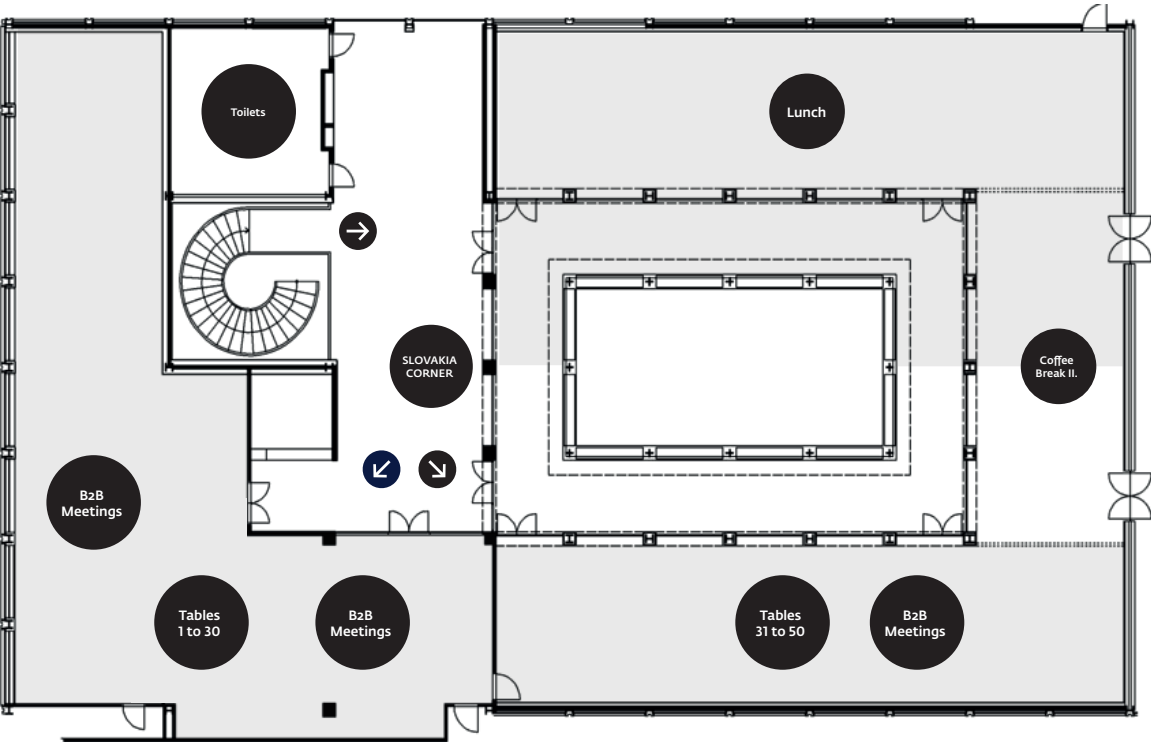 Toilets
Lunch
SLOVAKIA
CORNER
Coffee
Break II.
B2B
Meetings
Tables
1 to 30
B2B
Meetings
Tables
31 to 50
B2B
Meetings